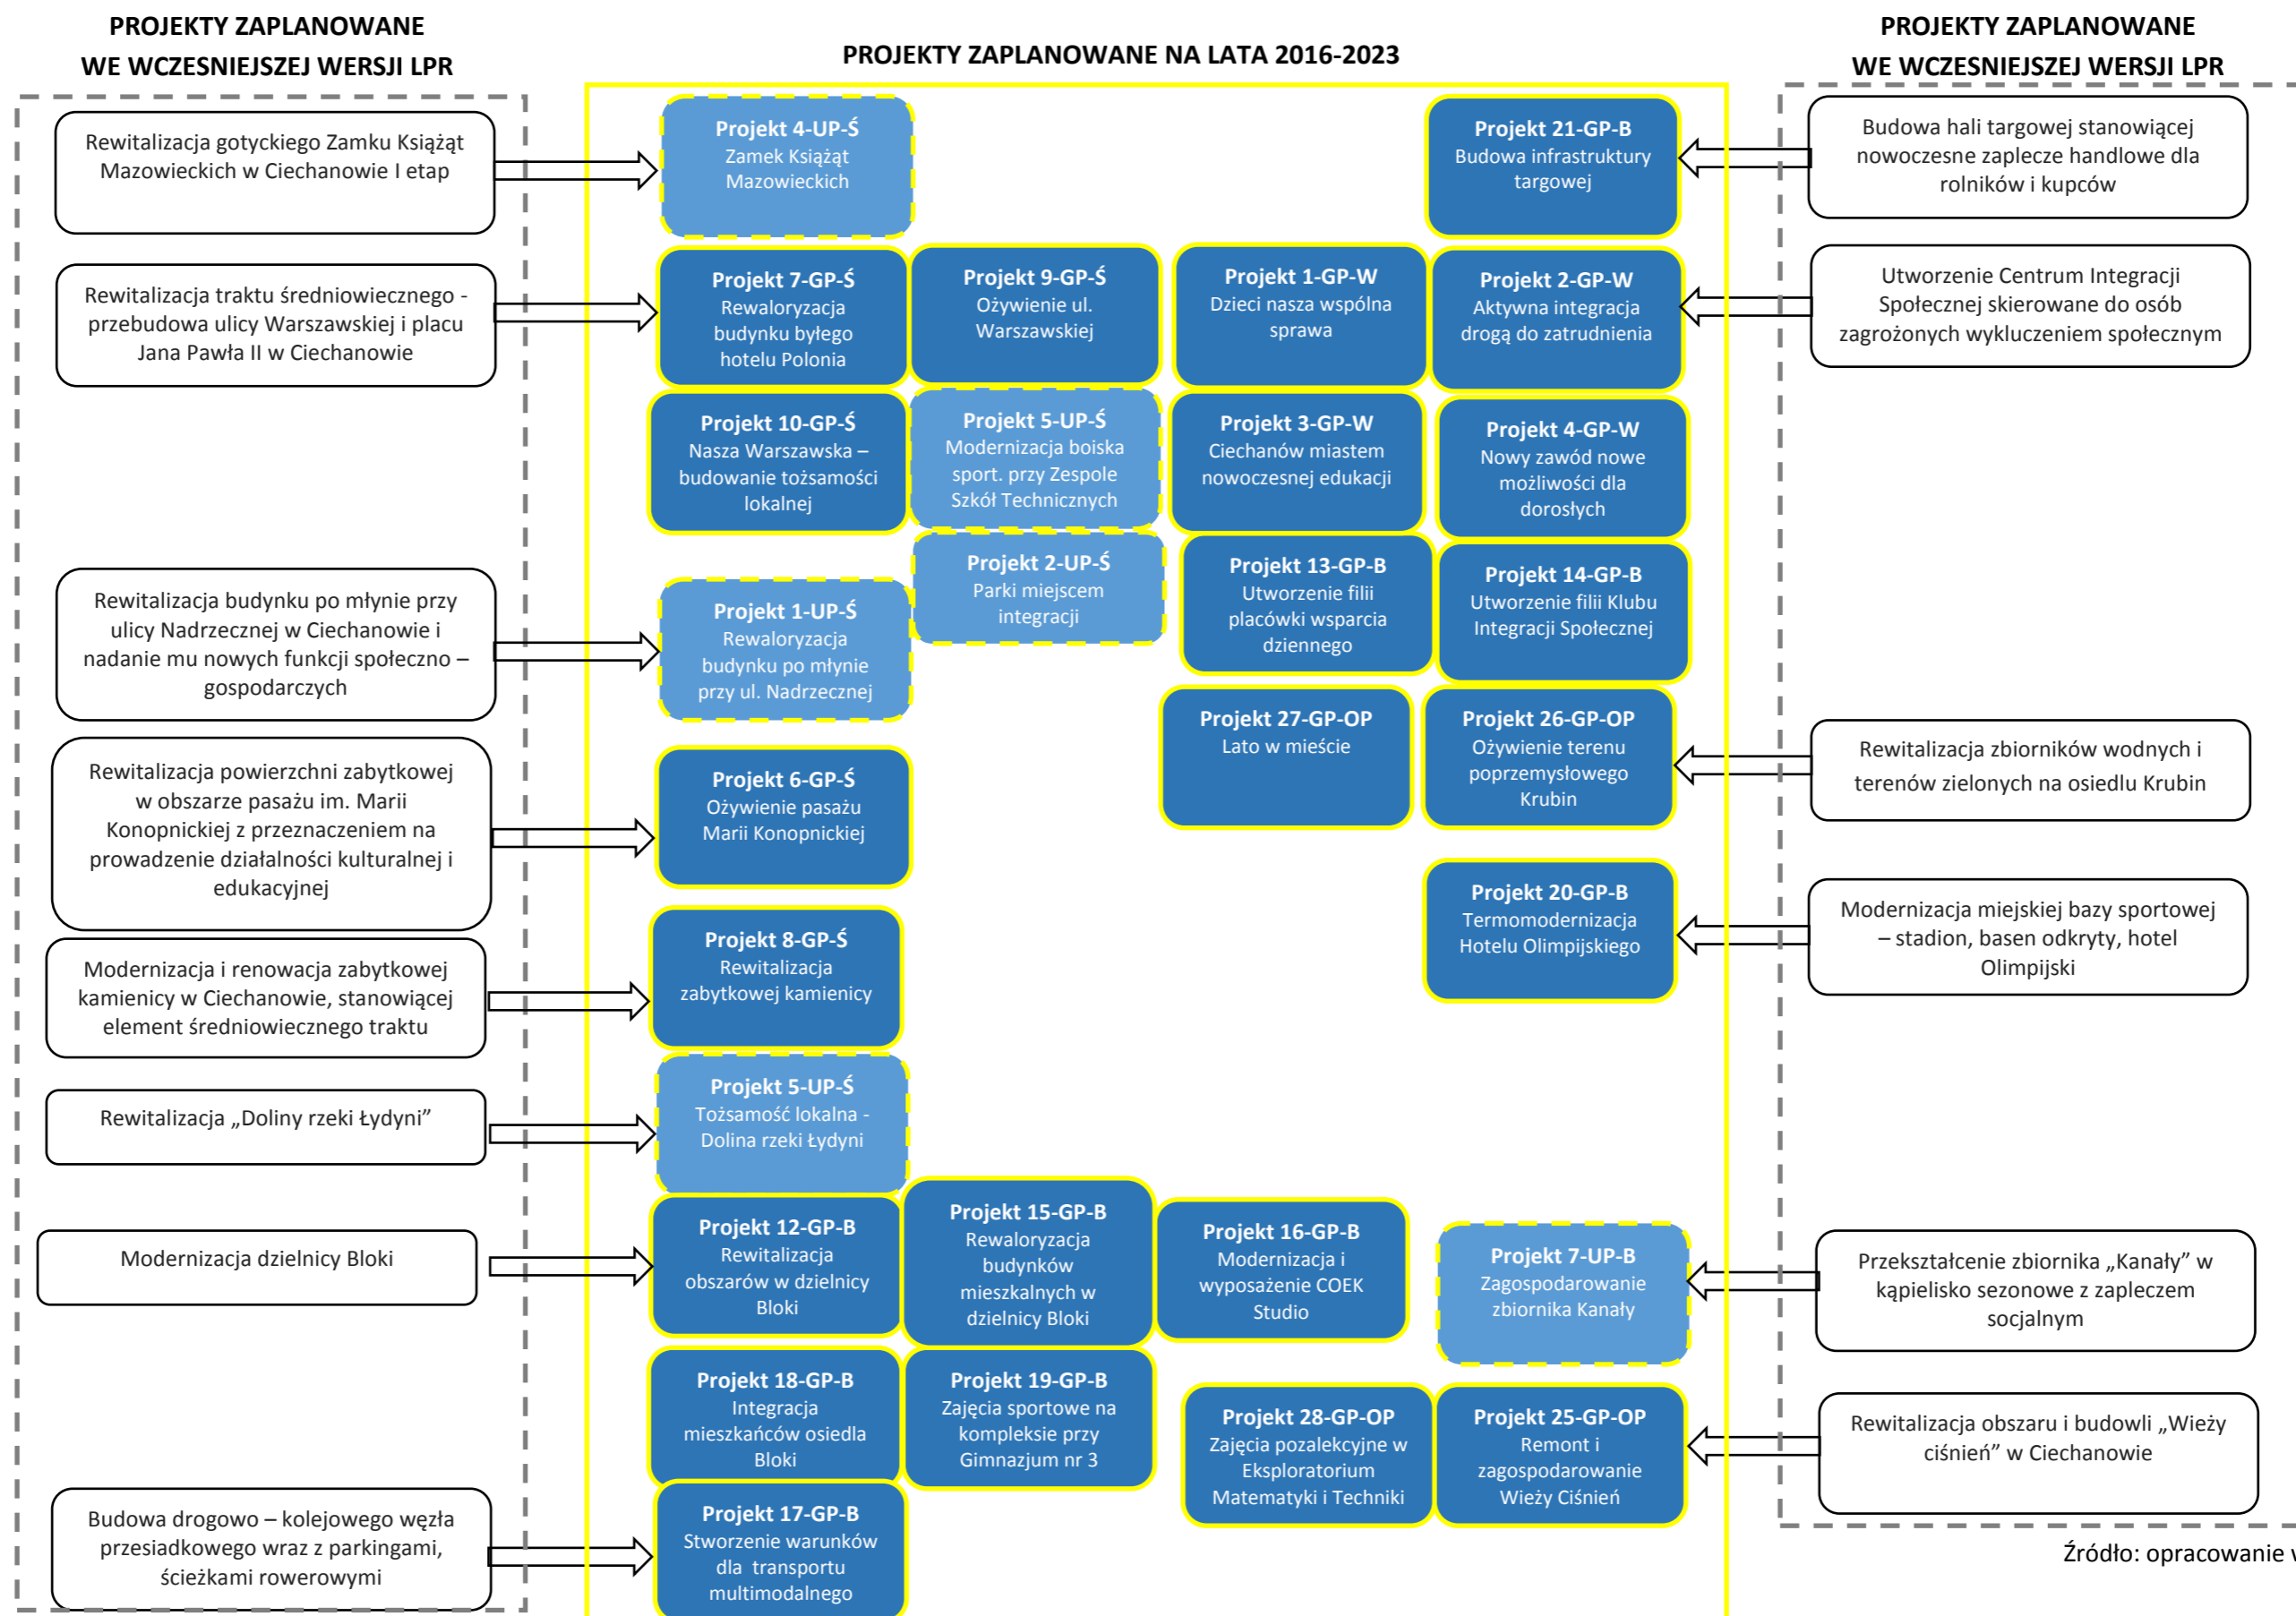 PROJEKTY ZAPLANOWANE
WE WCZESNIEJSZEJ WERSJI LPR
Rewitalizacja gotyckiego Zamku Książąt
Mazowieckich w Ciechanowie I etap
Rewitalizacja traktu średniowiecznego -
przebudowa ulicy Warszawskiej i placu
Jana Pawła II w Ciechanowie
Rewitalizacja budynku po młynie przy
ulicy Nadrzecznej w Ciechanowie i
nadanie mu nowych funkcji społeczno –
gospodarczych
Rewitalizacja powierzchni zabytkowej
w obszarze pasażu im. Marii
Konopnickiej z przeznaczeniem na
prowadzenie działalności kulturalnej i
edukacyjnej
Modernizacja i renowacja zabytkowej
kamienicy w Ciechanowie, stanowiącej
element średniowiecznego traktu
Rewitalizacja „Doliny rzeki Łydyni”
Modernizacja dzielnicy Bloki
Budowa drogowo – kolejowego węzła
przesiadkowego wraz z parkingami,
ścieżkami rowerowymi
PROJEKTY ZAPLANOWANE NA LATA 2016-2023
Projekt 4-UP-Ś
Zamek Książąt
Mazowieckich
Projekt 21-GP-B
Budowa infrastruktury
targowej
Projekt 7-GP-Ś
Rewaloryzacja
budynku byłego
hotelu Polonia
Projekt 9-GP-Ś
Ożywienie ul.
Warszawskiej
Projekt 1-GP-W
Dzieci nasza wspólna
sprawa
Projekt 2-GP-W
Aktywna integracja
drogą do zatrudnienia
Projekt 10-GP-Ś
Nasza Warszawska –
budowanie tożsamości
lokalnej
Projekt 5-UP-Ś
Modernizacja boiska
sport. przy Zespole
Szkół Technicznych
Projekt 3-GP-W
Ciechanów miastem
nowoczesnej edukacji
Projekt 4-GP-W
Nowy zawód nowe
możliwości dla
dorosłych
Projekt 1-UP-Ś
Rewaloryzacja
budynku po młynie
przy ul. Nadrzecznej
Projekt 2-UP-Ś
Parki miejscem
integracji
Projekt 13-GP-B
Utworzenie filii
placówki wsparcia
dziennego
Projekt 14-GP-B
Utworzenie filii Klubu
Integracji Społecznej
Projekt 27-GP-OP
Lato w mieście
Projekt 26-GP-OP
Ożywienie terenu
poprzemysłowego
Krubin
Projekt 6-GP-Ś
Ożywienie pasażu
Marii Konopnickiej
Projekt 20-GP-B
Termomodernizacja
Hotelu Olimpijskiego
Projekt 8-GP-Ś
Rewitalizacja
zabytkowej kamienicy
Projekt 5-UP-Ś
Tożsamość lokalna -
Dolina rzeki Łydyni
Projekt 12-GP-B
Rewitalizacja
obszarów w dzielnicy
Bloki
Projekt 15-GP-B
Rewaloryzacja
budynków
mieszkalnych w
dzielnicy Bloki
Projekt 16-GP-B
Modernizacja i
wyposażenie COEK
Studio
Projekt 7-UP-B
Zagospodarowanie
zbiornika Kanały
Projekt 18-GP-B
Integracja
mieszkańców osiedla
Bloki
Projekt 19-GP-B
Zajęcia sportowe na
kompleksie przy
Gimnazjum nr 3
Projekt 28-GP-OP
Zajęcia pozalekcyjne w
Eksploratorium
Matematyki i Techniki
Projekt 25-GP-OP
Remont i
zagospodarowanie
Wieży Ciśnień
Projekt 17-GP-B
Stworzenie warunków
dla transportu
multimodalnego
PROJEKTY ZAPLANOWANE
WE WCZESNIEJSZEJ WERSJI LPR
Budowa hali targowej stanowiącej
nowoczesne zaplecze handlowe dla
rolników i kupców
Utworzenie Centrum Integracji
Społecznej skierowane do osób
zagrożonych wykluczeniem społecznym
Rewitalizacja zbiorników wodnych i
terenów zielonych na osiedlu Krubin
Modernizacja miejskiej bazy sportowej
– stadion, basen odkryty, hotel
Olimpijski
Przekształcenie zbiornika „Kanały” w
kąpielisko sezonowe z zapleczem
socjalnym
Rewitalizacja obszaru i budowli „Wieży
ciśnień” w Ciechanowie
Źródło: opracowanie